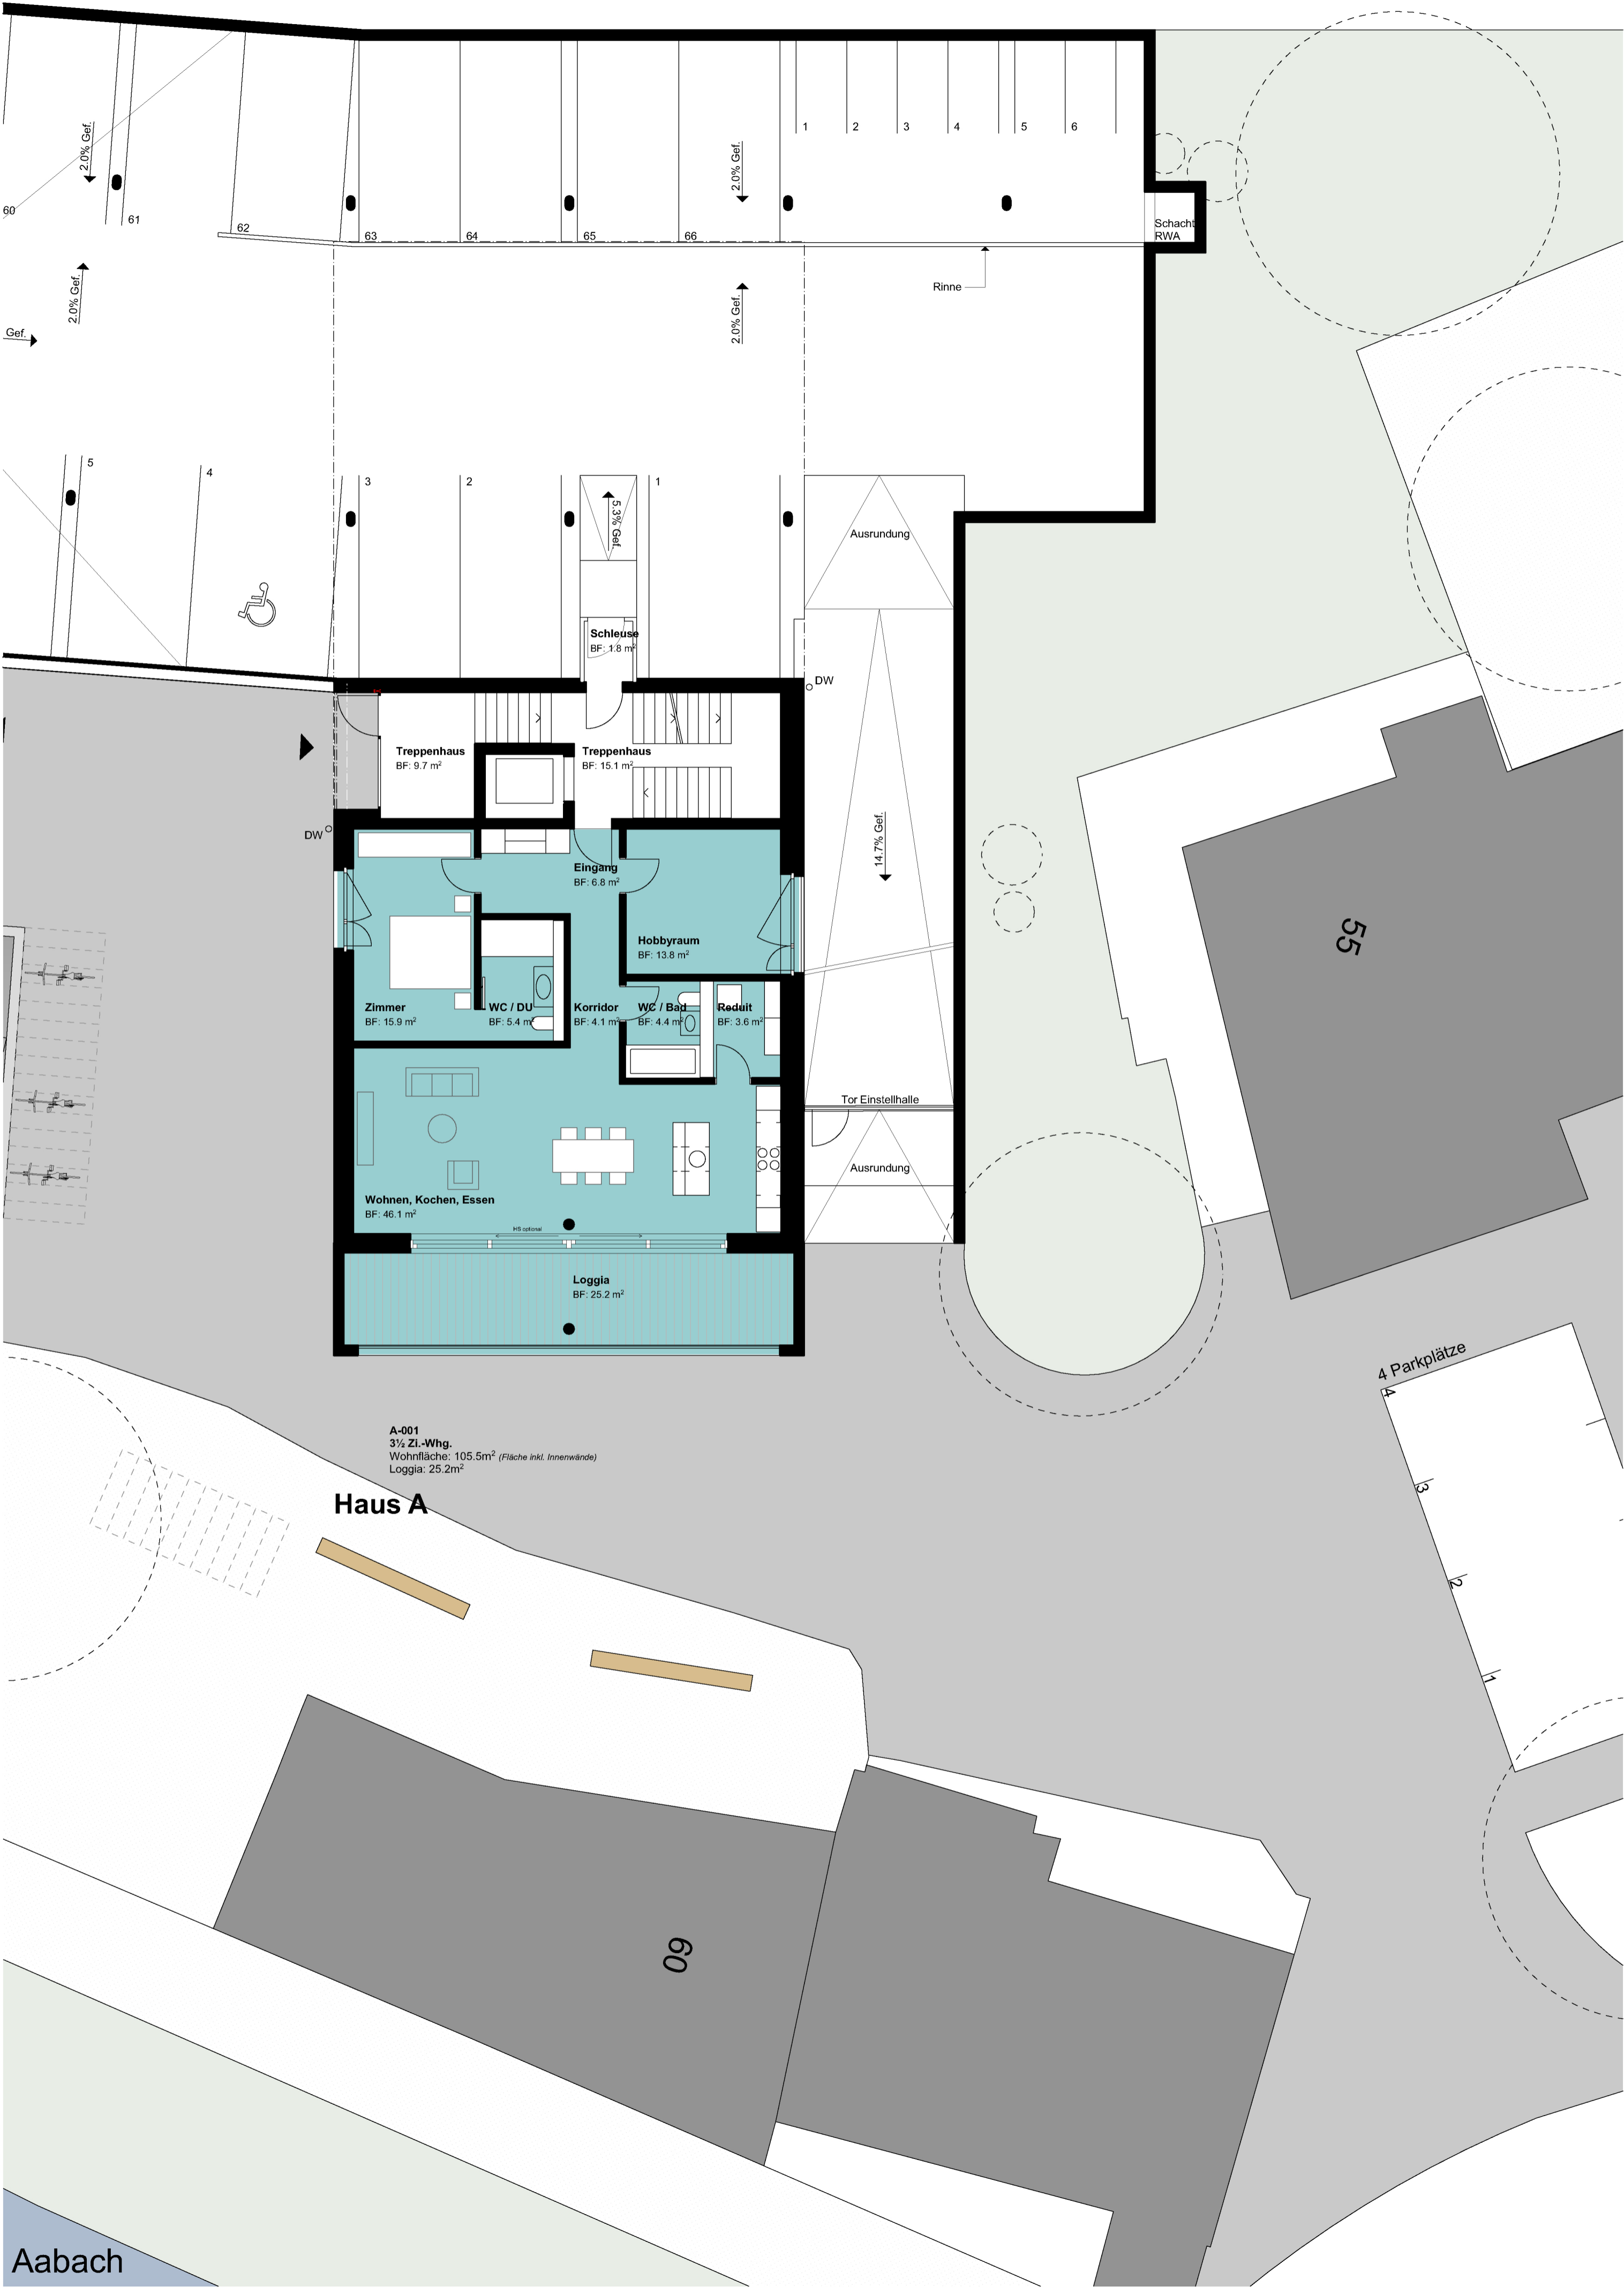 1
2
3
4
5
6
2.0% Gef.
2.0% Gef.
60
61
62
63
64
65
66
Schacht
RWA
2.0% Gef.
2.0% Gef.
Rinne
Gef.
5
4
3
2
1
5.3% Gef.
Ausrundung
Schleuse
BF: 1.8 m²
DW
Treppenhaus
BF: 9.7 m²
Treppenhaus
BF: 15.1 m²
DW
14.7% Gef.
Eingang
BF: 6.8 m²
Hobbyraum
BF: 13.8 m²
55
Zimmer
BF: 15.9 m²
WC / DU
BF: 5.4 m²
Korridor
BF: 4.1 m²
WC / Bad
BF: 4.4 m²
Reduit
BF: 3.6 m²
Tor Einstellhalle
Ausrundung
Wohnen, Kochen, Essen
BF: 46.1 m²
HS optional
Loggia
BF: 25.2 m²
4 Parkplätze
4
3
2
1
A-001
3½ Zi.-Whg.
Wohnfläche: 105.5m² (Fläche inkl. Innenwände)
Loggia: 25.2m²
Haus A
60
Aabach